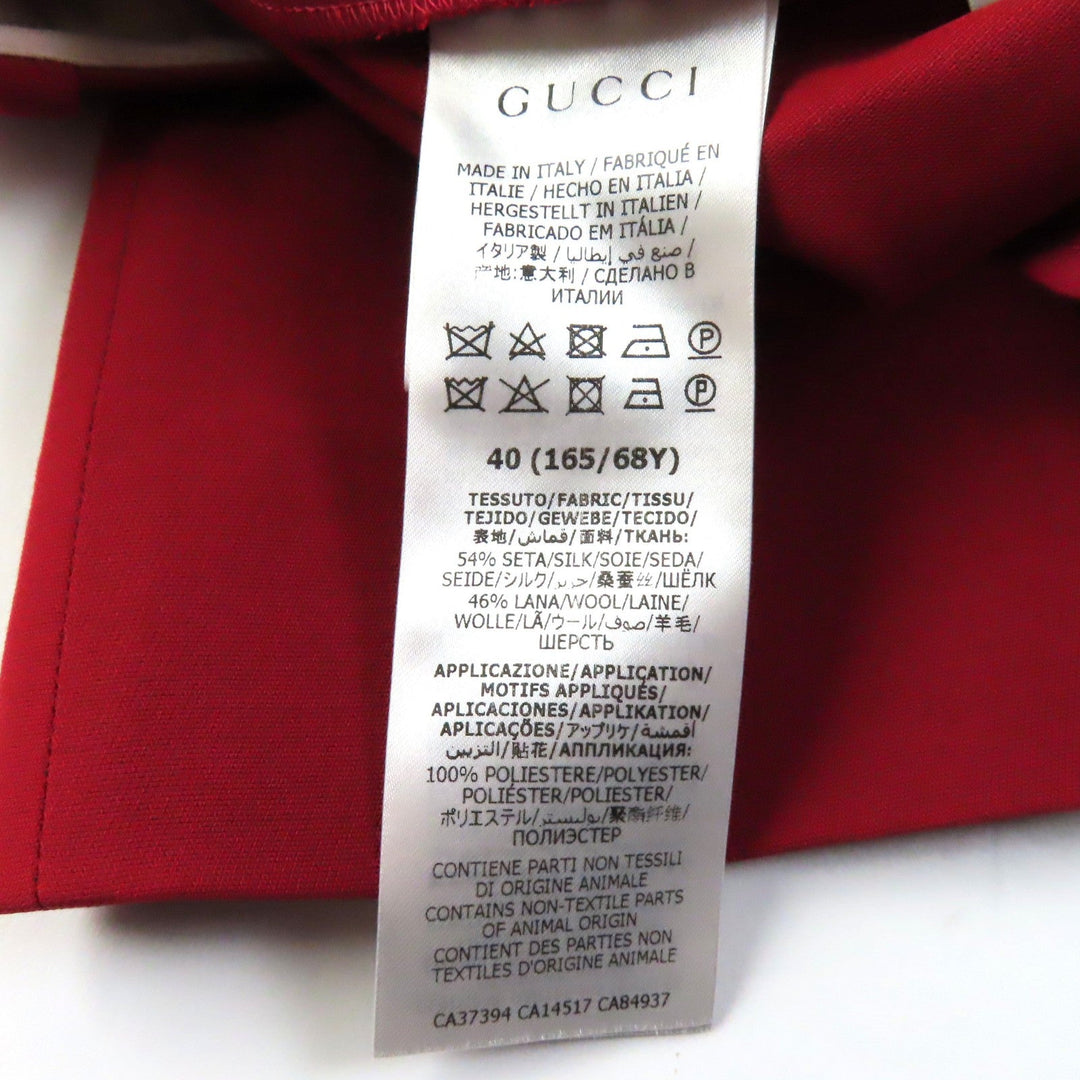 GUCCI
MADE IN ITALY / FABRIQUÉ EN
ITALIE / HECHO EN ITALIA /
HERGESTELLT IN ITALIEN /
FABRICADO EM ITÁLIA /
イタリア製 / صنع في إيطاليا /
产地:意大利 / СДЕЛАНО В
ИТАЛИИ
P
P
40 (165/68Y)
TESSUTO/FABRIC/TISSU/
TEJIDO/GEWEBE/TECIDO/
表地/قماش/面料/ТКАНЬ:
54% SETA/SILK/SOIE/SEDA/
SEIDE/シルク/حرير/桑蚕丝/ШЁЛК
46% LANA/WOOL/LAINE/
WOLLE/LÃ/ウール/صوف/羊毛/
ШЕРСТЬ
APPLICAZIONE/APPLICATION/
MOTIFS APPLIQUÉS/
APLICACIONES/APPLIKATION/
APLICAÇÕES/アップリケ/أقمشة
التزيين/貼花/АППЛИКАЦИЯ:
100% POLIESTERE/POLYESTER/
POLIÉSTER/POLIESTER/
ポリエステル/بوليستر/聚酯纤维/
ПОЛИЭСТЕР
CONTIENE PARTI NON TESSILI
DI ORIGINE ANIMALE
CONTAINS NON-TEXTILE PARTS
OF ANIMAL ORIGIN
CONTIENT DES PARTIES NON
TEXTILES D'ORIGINE ANIMALE
CA37394 CA14517 CA84937